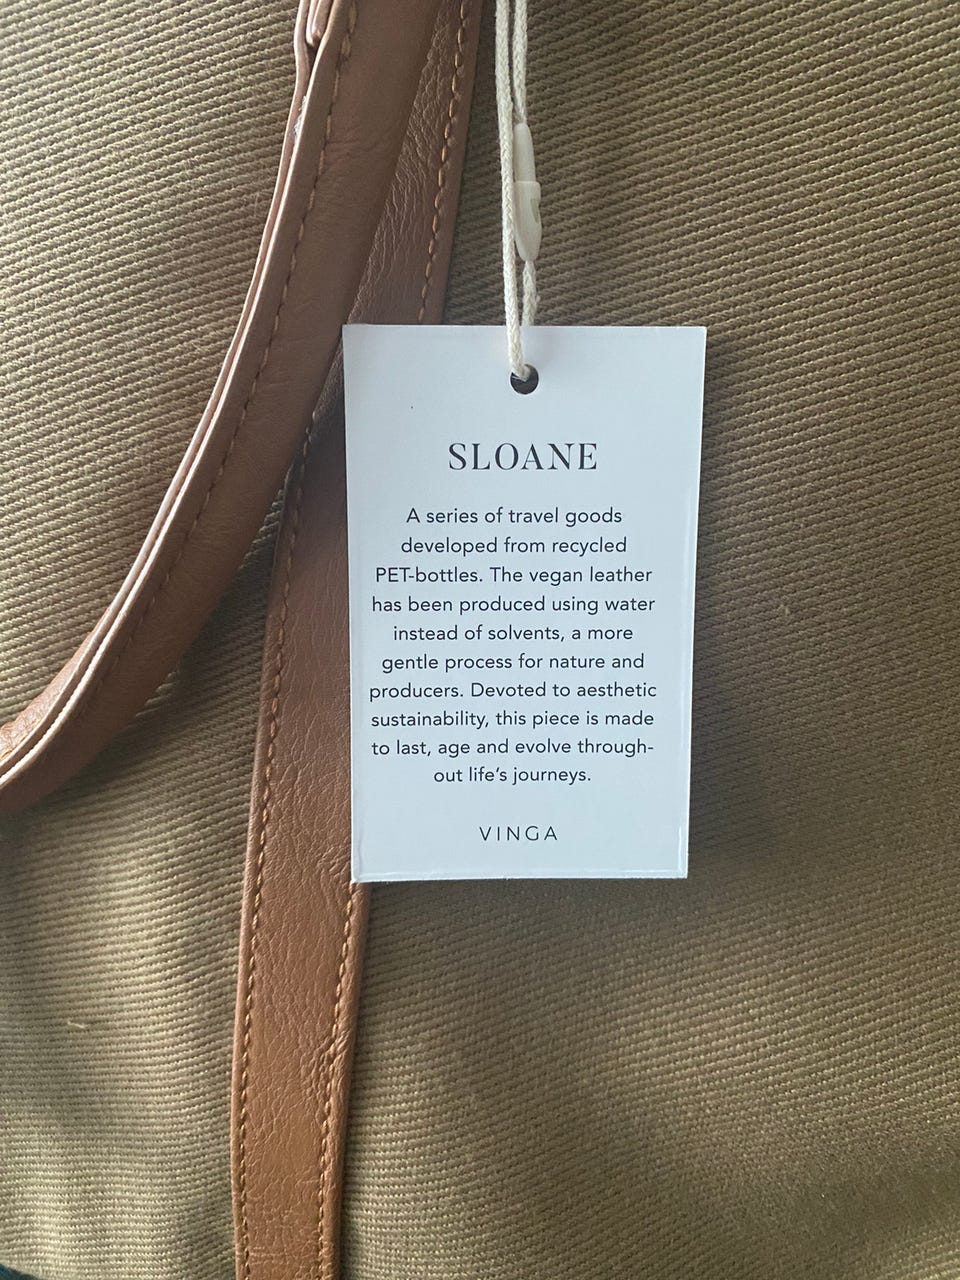 SLOANE
A series of travel goods
developed from recycled
PET-bottles. The vegan leather
has been produced using water
instead of solvents, a more
gentle process for nature and
producers. Devoted to aesthetic
sustainability, this piece is made
to last, age and evolve through-
out life‘s journeys.
VINGA